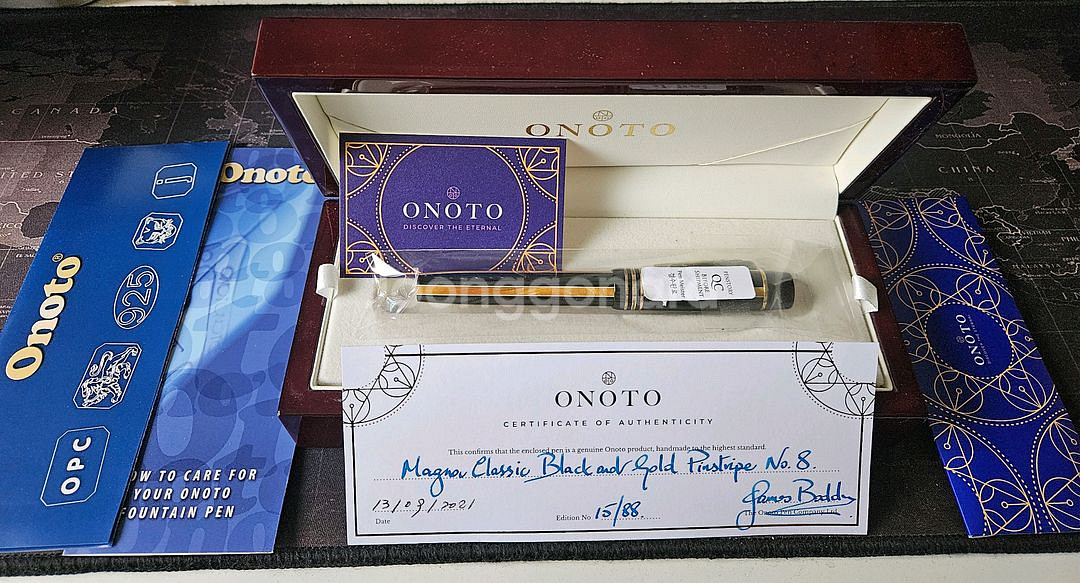 CANADA
MONGOLIA
CHINA
ONOTO
Onoto
Onoto®
925
OPC
HOW TO CARE FOR
YOUR ONOTO
FOUNTAIN PEN
ONOTO
DISCOVER THE ETERNAL
QC
BEFORE
SHIPMENT
ONOTO
ONOTO
CERTIFICATE OF AUTHENTICITY
This confirms that the enclosed pen is a genuine Onoto product, handmade to the highest standard.
Magna Classic Black and Gold Pinstripe No. 8.
13/09/2021
Date
Edition No 15/88
The Onoto Pen Company Ltd.